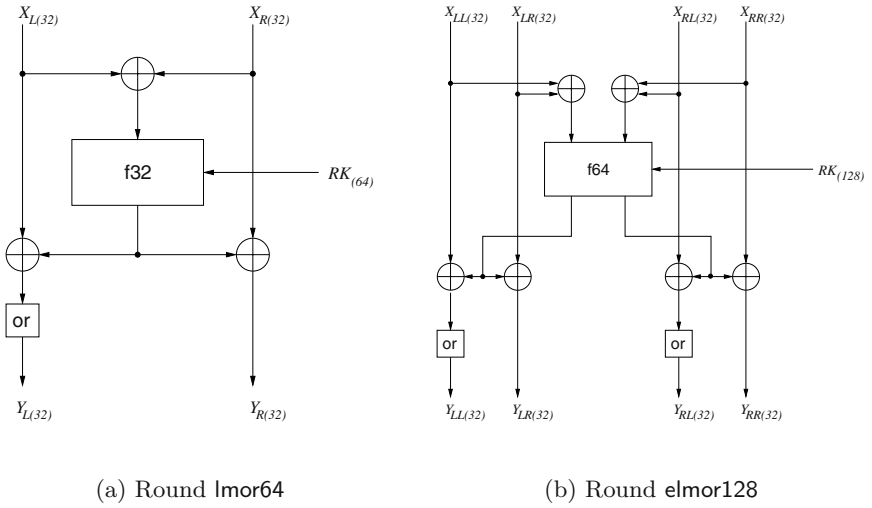 X_L(32) X_R(32) X_LL(32) X_LR(32) X_RL(32) X_RR(32)
f32 f64
RK_(64) RK_(128)
or or or
Y_L(32) Y_R(32) Y_LL(32) Y_LR(32) Y_RL(32) Y_RR(32)
(a) Round lmor64 (b) Round elmor128